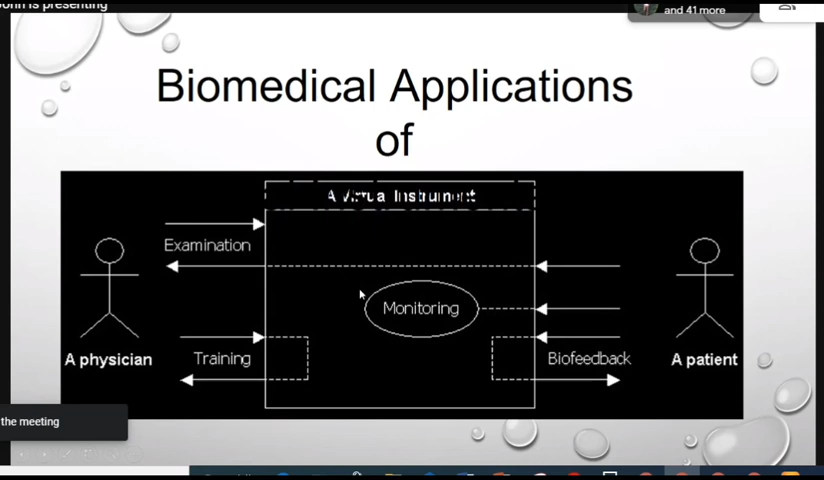 is presenting
and 41 more
Biomedical Applications
of
A Virtual Instrument
Examination
Monitoring
Training
Biofeedback
A physician
A patient
the meeting